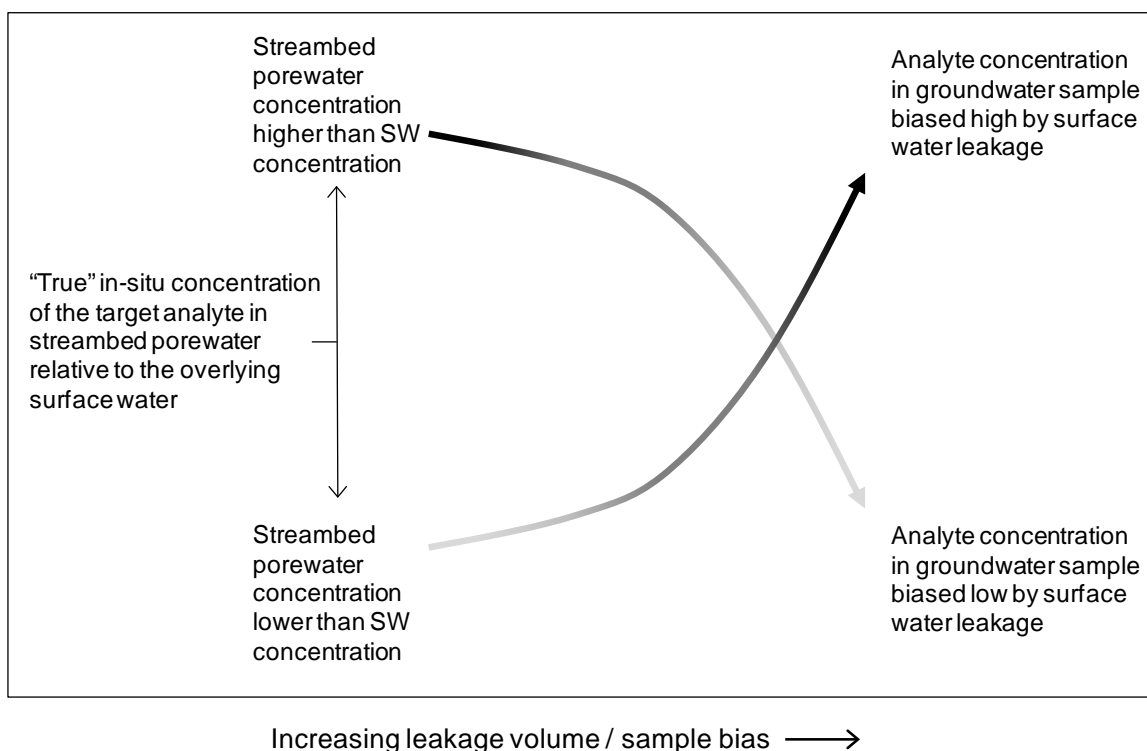 Streambed
porewater
concentration
higher than SW
concentration
Analyte concentration
in groundwater sample
biased high by surface
water leakage
“True” in-situ concentration
of the target analyte in
streambed porewater
relative to the overlying
surface water
Streambed
porewater
concentration
lower than SW
concentration
Analyte concentration
in groundwater sample
biased low by surface
water leakage
Increasing leakage volume / sample bias